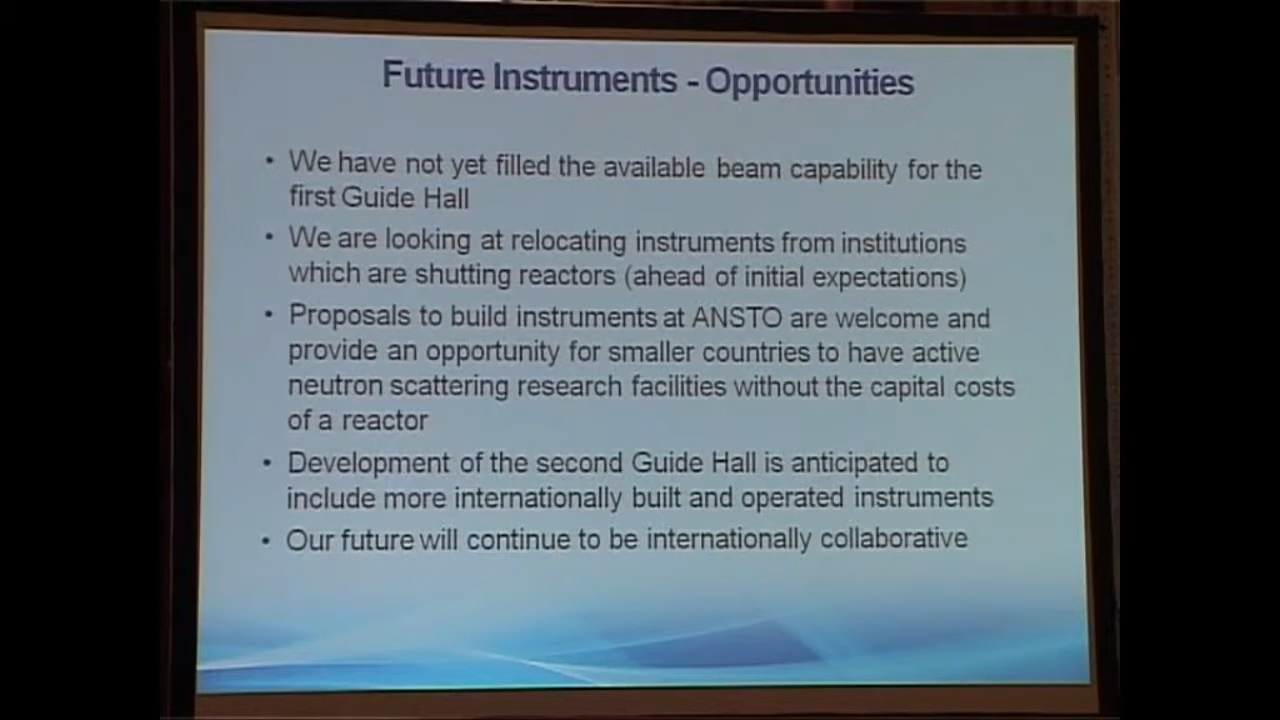 Future Instruments - Opportunities
• We have not yet filled the available beam capability for the
first Guide Hall
• We are looking at relocating instruments from institutions
which are shutting reactors (ahead of initial expectations)
• Proposals to build instruments at ANSTO are welcome and
provide an opportunity for smaller countries to have active
neutron scattering research facilities without the capital costs
of a reactor
• Development of the second Guide Hall is anticipated to
include more internationally built and operated instruments
• Our future will continue to be internationally collaborative